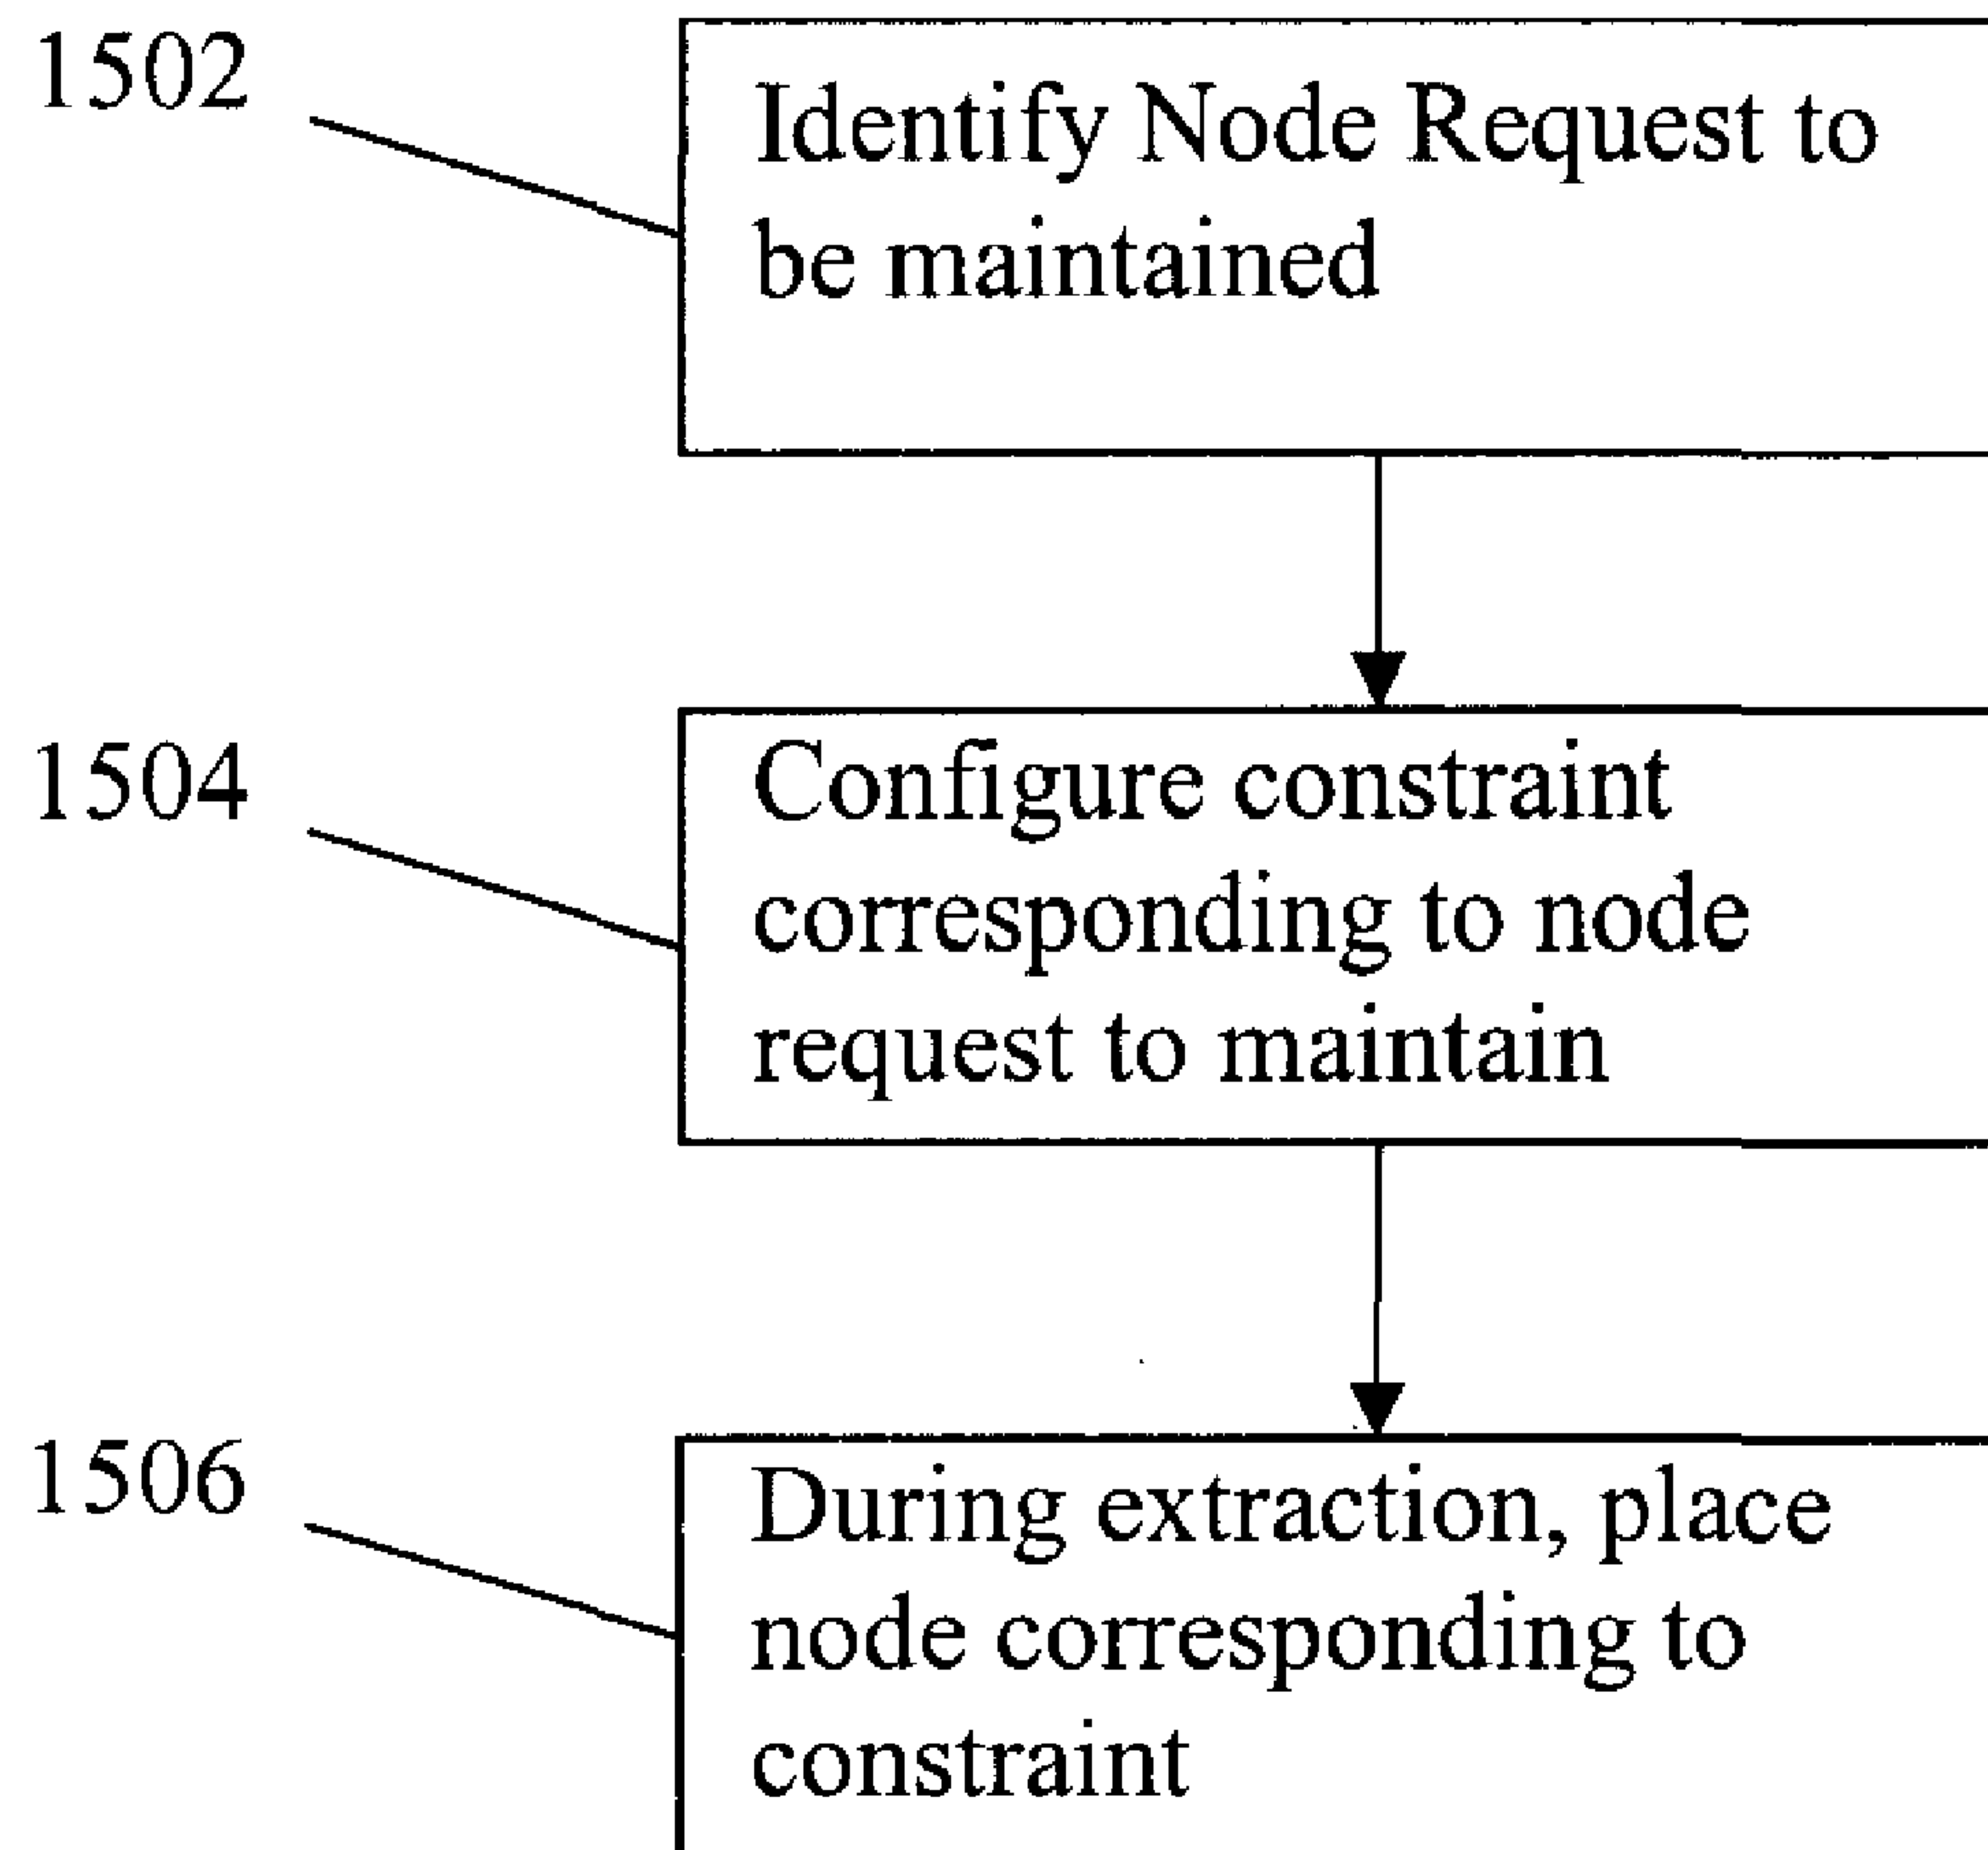 1502
Identify Node Request to
be maintained
1504
Configure constraint
corresponding to node
request to maintain
1506
During extraction, place
node corresponding to
constraint